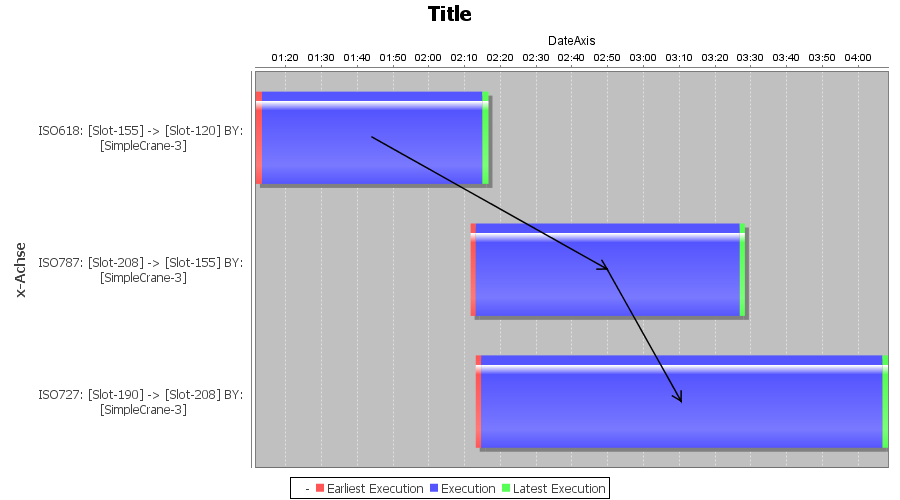 Title
DateAxis
01:20 01:30 01:40 01:50 02:00 02:10 02:20 02:30 02:40 02:50 03:00 03:10 03:20 03:30 03:40 03:50 04:00
x-Achse
ISO618: [Slot-155] -> [Slot-120] BY:
[SimpleCrane-3]
ISO787: [Slot-208] -> [Slot-155] BY:
[SimpleCrane-3]
ISO727: [Slot-190] -> [Slot-208] BY:
[SimpleCrane-3]
- Earliest Execution Execution Latest Execution